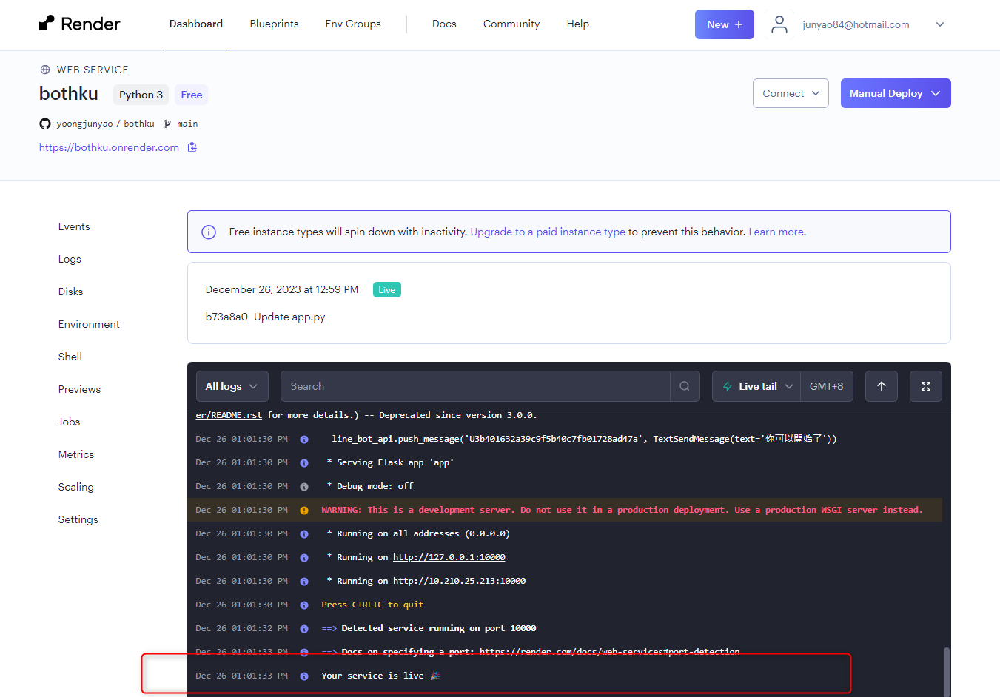 Render
Dashboard
Blueprints
Env Groups
Docs
Community
Help
New +
junyao84@hotmail.com
WEB SERVICE
bothku
Python 3
Free
Connect
Manual Deploy
yoongjunyao / bothku
main
https://bothku.onrender.com
Events
Logs
Disks
Environment
Shell
Previews
Jobs
Metrics
Scaling
Settings
Free instance types will spin down with inactivity. Upgrade to a paid instance type to prevent this behavior. Learn more.
December 26, 2023 at 12:59 PM
Live
b73a8a0 Update app.py
All logs
Search
Live tail
GMT+8
er/README.rst for more details.) -- Deprecated since version 3.0.0.
Dec 26 01:01:30 PM line_bot_api.push_message('U3b401632a39c9f5b40c7fb01728ad47a', TextSendMessage(text='你可以開始了'))
Dec 26 01:01:30 PM * Serving Flask app 'app'
Dec 26 01:01:30 PM * Debug mode: off
Dec 26 01:01:30 PM WARNING: This is a development server. Do not use it in a production deployment. Use a production WSGI server instead.
Dec 26 01:01:30 PM * Running on all addresses (0.0.0.0)
Dec 26 01:01:30 PM * Running on http://127.0.0.1:10000
Dec 26 01:01:30 PM * Running on http://10.210.25.213:10000
Dec 26 01:01:30 PM Press CTRL+C to quit
Dec 26 01:01:32 PM ==> Detected service running on port 10000
Dec 26 01:01:33 PM ==> Docs on specifying a port: https://render.com/docs/web-services#port-detection
Dec 26 01:01:33 PM Your service is live 🎉